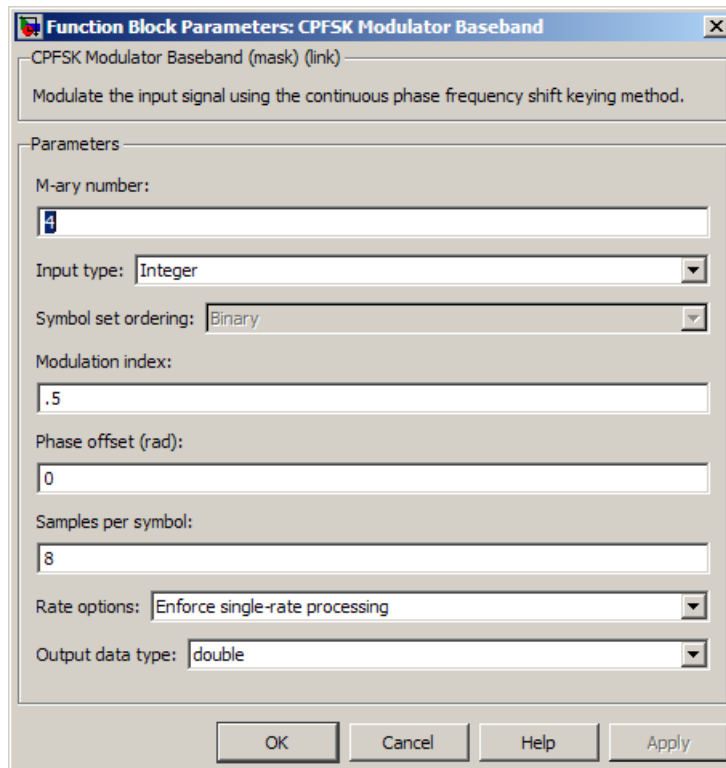 Function Block Parameters: CPFSK Modulator Baseband
CPFSK Modulator Baseband (mask) (link)
Modulate the input signal using the continuous phase frequency shift keying method.
Parameters
M-ary number:
4
Input type: Integer
Symbol set ordering: Binary
Modulation index:
.5
Phase offset (rad):
0
Samples per symbol:
8
Rate options: Enforce single-rate processing
Output data type: double
OK Cancel Help Apply